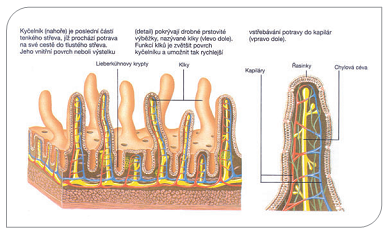 Kyčelník (nahoře) je poslední částí
tenkého střeva, jíž prochází potrava
na své cestě do tlustého střeva.
Jeho vnitřní povrch neboli výstelku
(detail) pokrývají drobné prstovité
výběžky, nazývané klky (vlevo dole).
Funkcí klků je zvětšit povrch
kyčelníku a umožnit tak rychlejší
vstřebávání potravy do kapilár
(vpravo dole).
Lieberkühnovy krypty
Klky
Kapiláry
Řasinky
Chylová céva